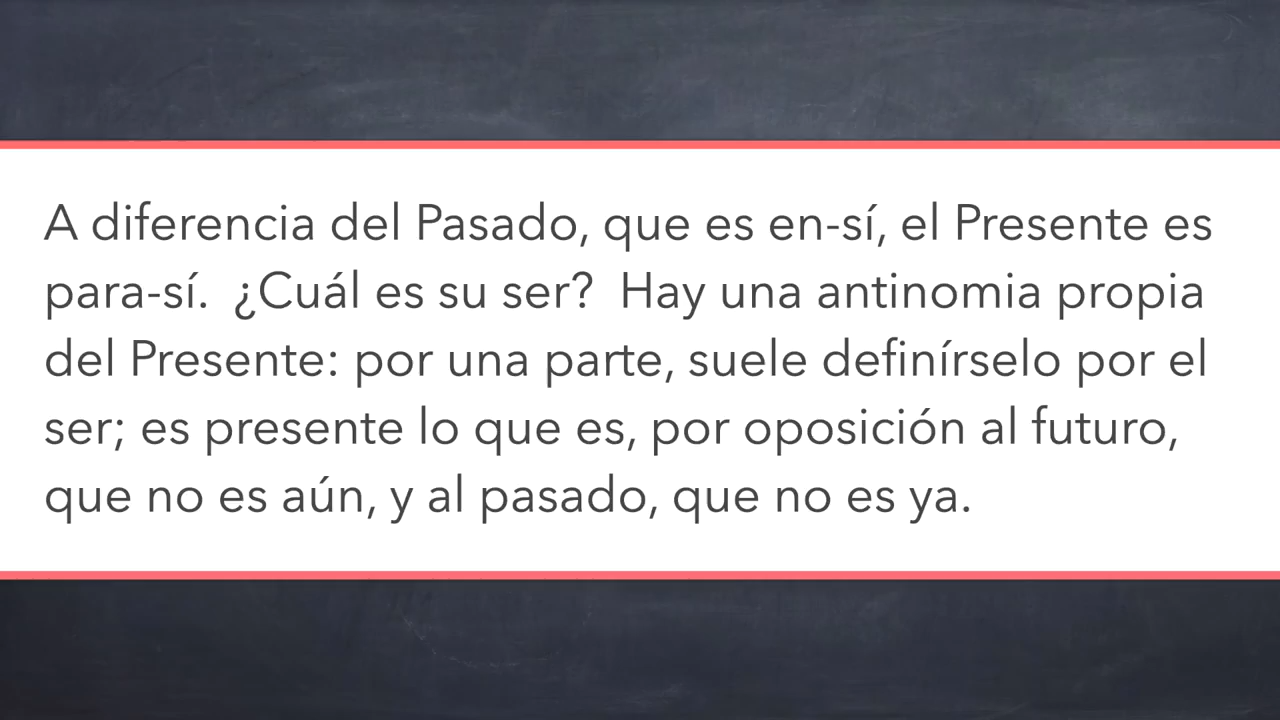 A diferencia del Pasado, que es en-sí, el Presente es
para-sí.  ¿Cuál es su ser?  Hay una antinomia propia
del Presente: por una parte, suele definírselo por el
ser; es presente lo que es, por oposición al futuro,
que no es aún, y al pasado, que no es ya.